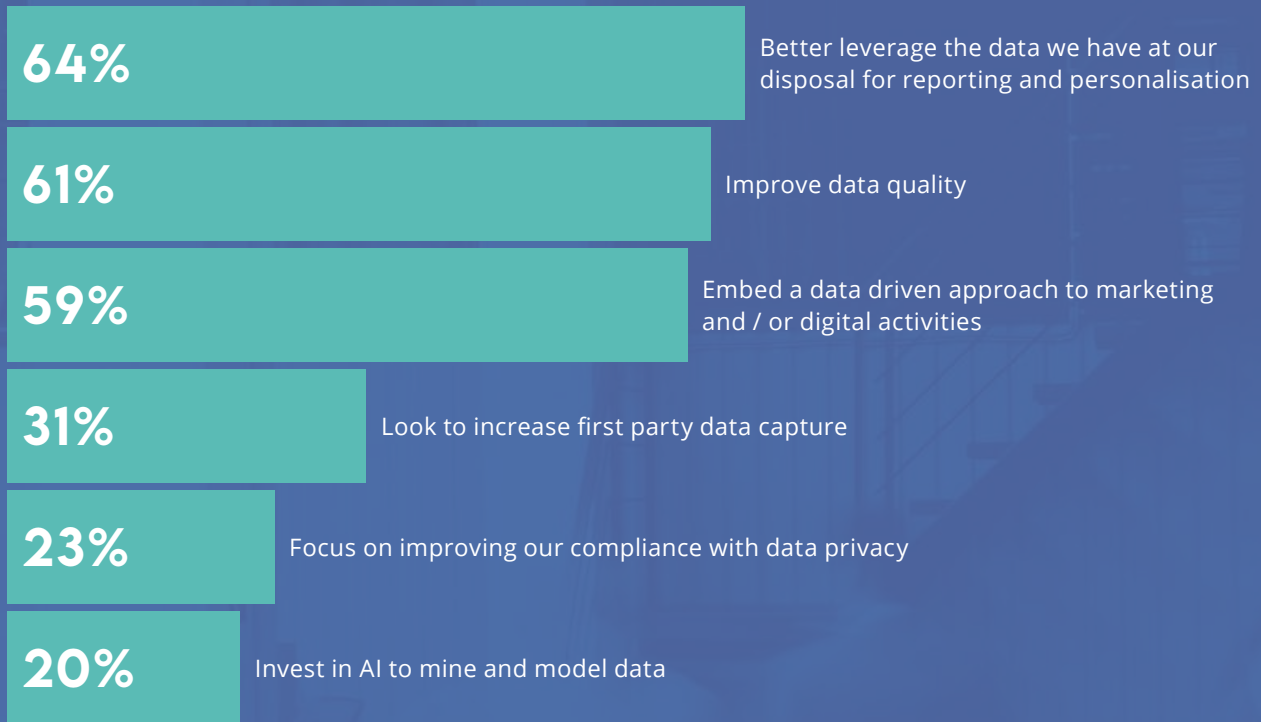 64%
Better leverage the data we have at our
disposal for reporting and personalisation
61%
Improve data quality
59%
Embed a data driven approach to marketing
and / or digital activities
31%
Look to increase first party data capture
23%
Focus on improving our compliance with data privacy
20%
Invest in AI to mine and model data